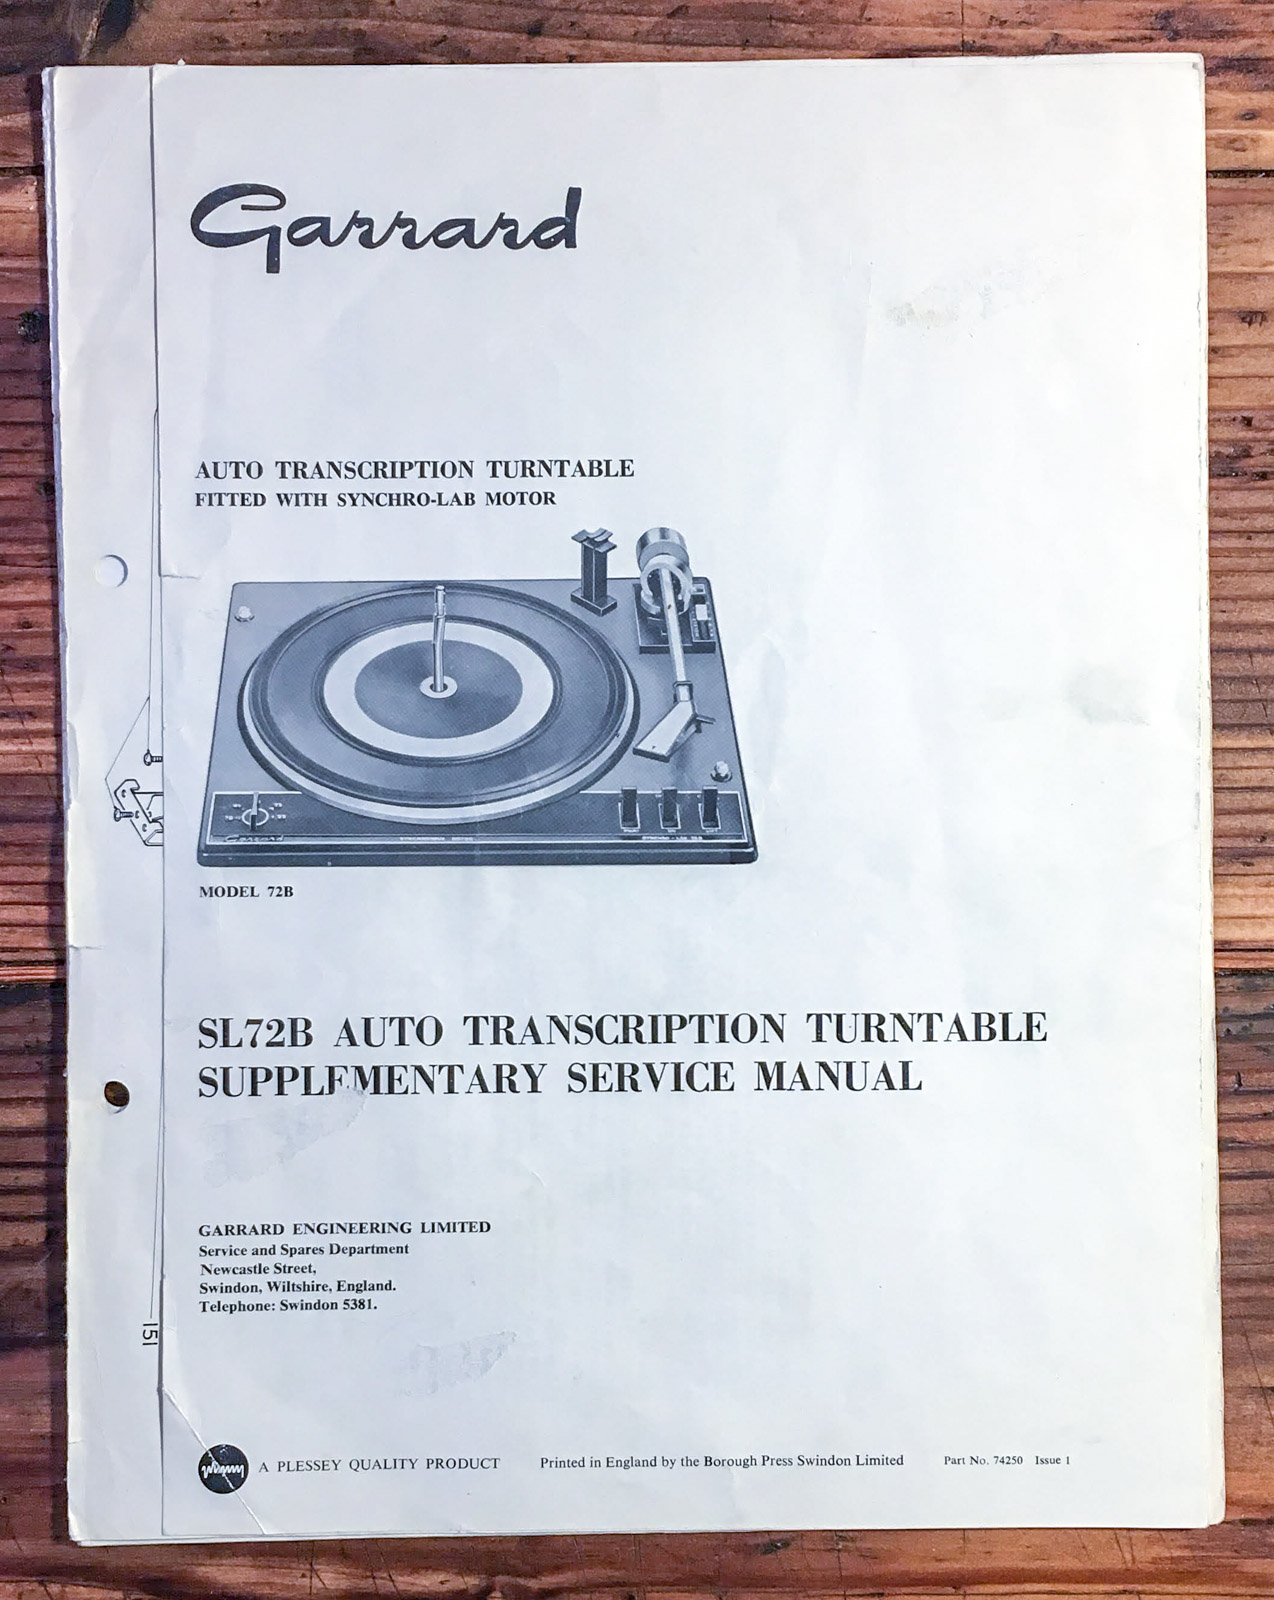 Garrard
AUTO TRANSCRIPTION TURNTABLE
FITTED WITH SYNCHRO-LAB MOTOR
Garrard
MODEL 72B
SL72B AUTO TRANSCRIPTION TURNTABLE
SUPPLEMENTARY SERVICE MANUAL
GARRARD ENGINEERING LIMITED
Service and Spares Department
Newcastle Street,
Swindon, Wiltshire, England.
Telephone: Swindon 5381.
151
A PLESSEY QUALITY PRODUCT Printed in England by the Borough Press Swindon Limited Part No. 74250 Issue 1